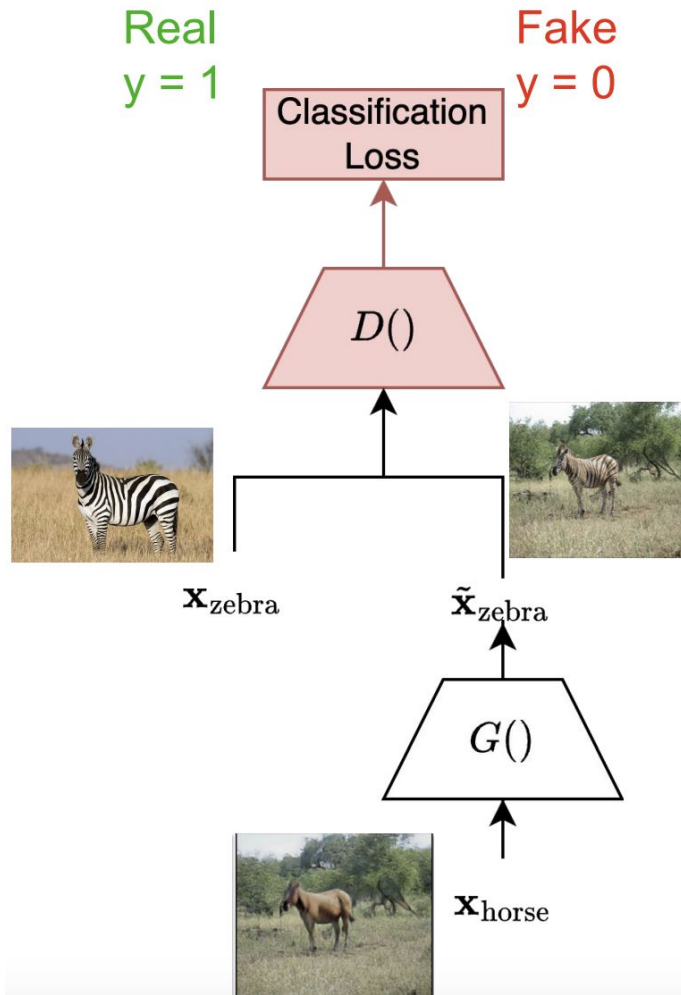 Real
y = 1
Fake
y = 0
Classification
Loss
D()
x_zebra
x̃_zebra
G()
x_horse